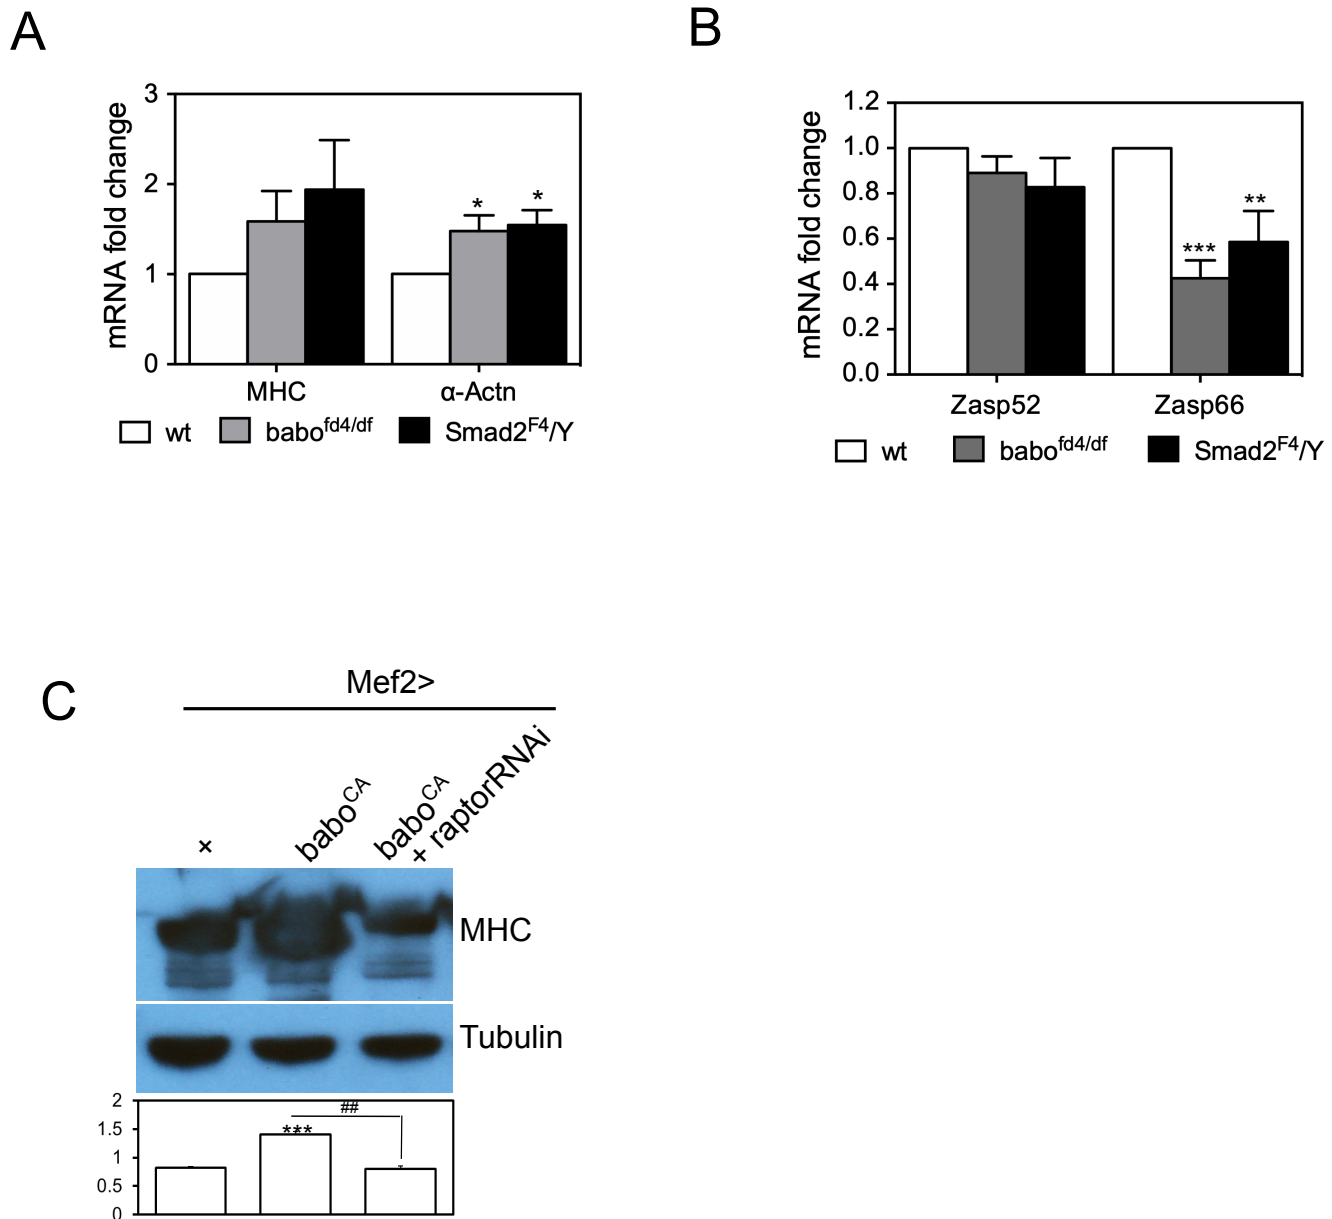 A
mRNA fold change
3
2
1
0
*
*
MHC
α-Actn
wt
babofd4/df
Smad2F4/Y
B
mRNA fold change
1.2
1.0
0.8
0.6
0.4
0.2
0.0
***
**
Zasp52
Zasp66
wt
babofd4/df
Smad2F4/Y
C
Mef2>
+
baboCA
baboCA
+ raptorRNAi
MHC
Tubulin
2
1.5
1
0.5
0
***
##